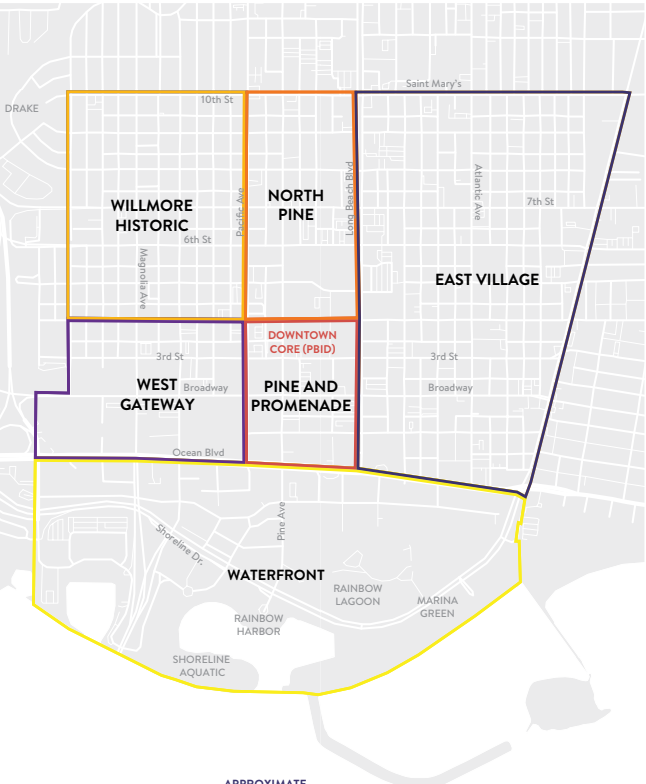 Saint Mary's
10th St
DRAKE
WILLMORE
HISTORIC
NORTH
PINE
Pacific Ave
Long Beach Blvd
Atlantic Ave
7th St
6th St
Magnolia Ave
EAST VILLAGE
DOWNTOWN
CORE (PBID)
3rd St
3rd St
WEST
GATEWAY
Broadway
PINE AND
PROMENADE
Broadway
Ocean Blvd
Pine Ave
Shoreline Dr.
WATERFRONT
RAINBOW
LAGOON
MARINA
GREEN
RAINBOW
HARBOR
SHORELINE
AQUATIC
APPROXIMATE